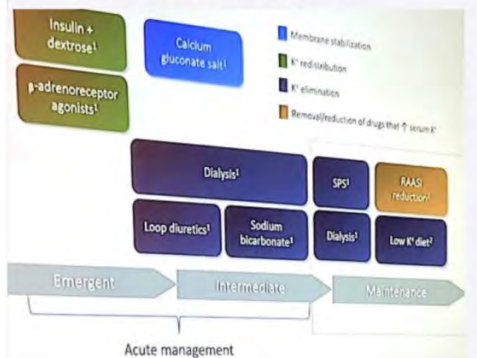 Insulin +
dextrose¹
Calcium
gluconate salt¹
β-adrenoreceptor
agonists¹
Membrane stabilization
K⁺ redistribution
K⁺ elimination
Removal/reduction of drugs that ↑ serum K⁺
Dialysis¹
SPS¹
RAASi
reduction²
Loop diuretics¹
Sodium
bicarbonate¹
Dialysis¹
Low K⁺ diet²
Emergent
Intermediate
Maintenance
Acute management